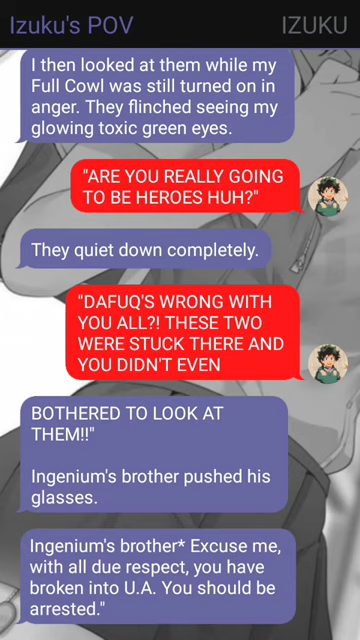 Izuku's POV
IZUKU
I then looked at them while my
Full Cowl was still turned on in
anger. They flinched seeing my
glowing toxic green eyes.
"ARE YOU REALLY GOING
TO BE HEROES HUH?"
They quiet down completely.
"DAFUQ'S WRONG WITH
YOU ALL?! THESE TWO
WERE STUCK THERE AND
YOU DIDN'T EVEN
BOTHERED TO LOOK AT
THEM!!"
Ingenium's brother pushed his
glasses.
Ingenium's brother* Excuse me,
with all due respect, you have
broken into U.A. You should be
arrested."